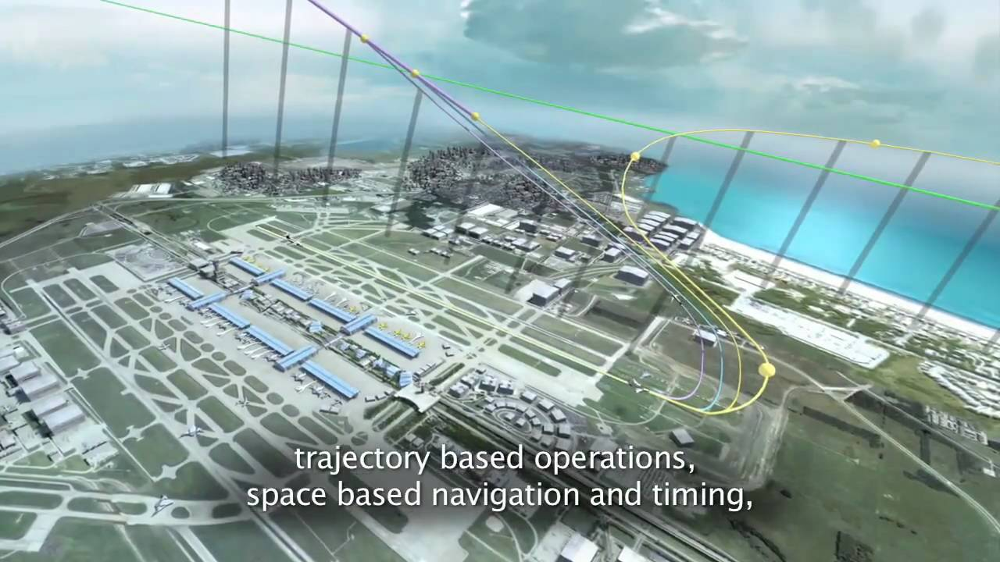 trajectory based operations,
space based navigation and timing,